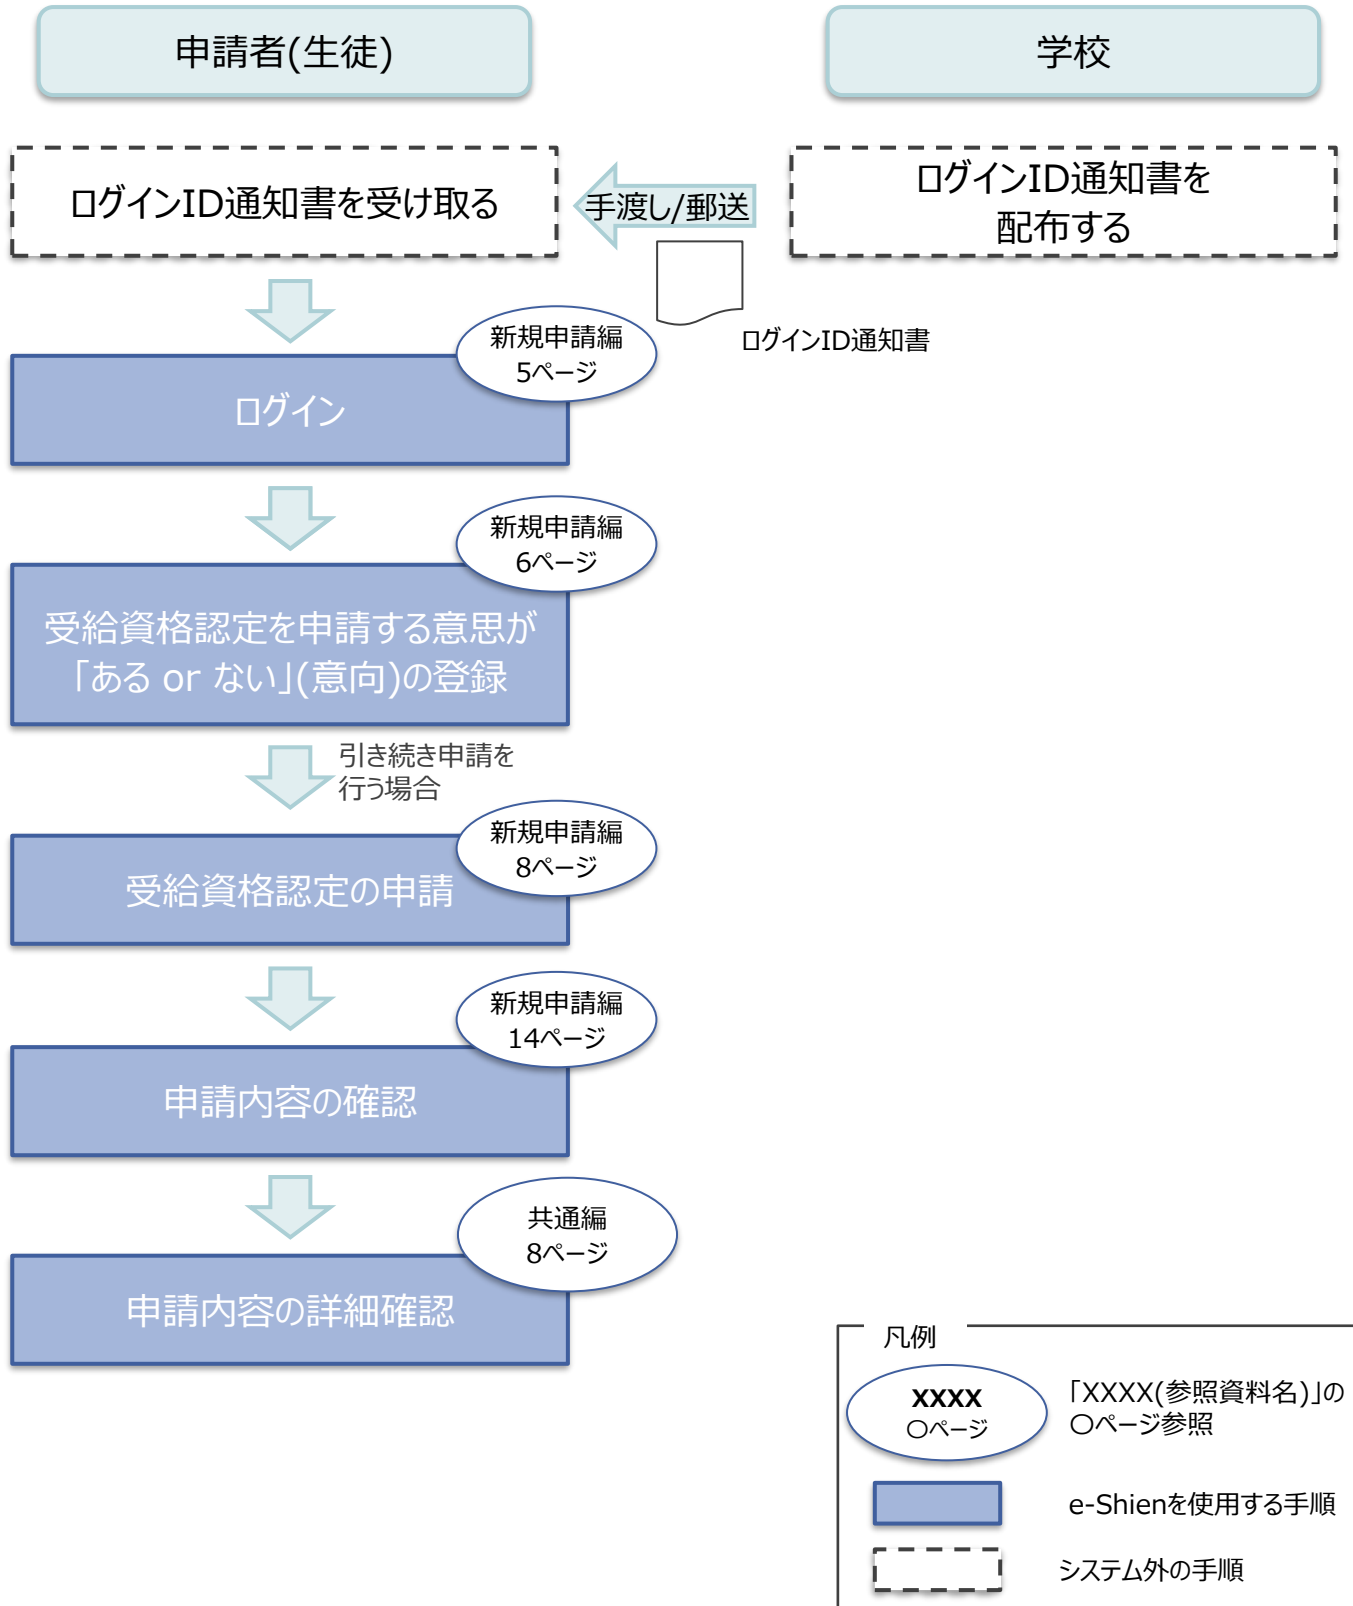 申請者(生徒)
学校
ログインID通知書を受け取る
手渡し/郵送
ログインID通知書を
配布する
ログインID通知書
新規申請編
5ページ
ログイン
新規申請編
6ページ
受給資格認定を申請する意思が
「ある or ない」(意向)の登録
引き続き申請を
行う場合
新規申請編
8ページ
受給資格認定の申請
新規申請編
14ページ
申請内容の確認
共通編
8ページ
申請内容の詳細確認
凡例
XXXX
〇ページ
「XXXX(参照資料名)」の
〇ページ参照
e-Shienを使用する手順
システム外の手順